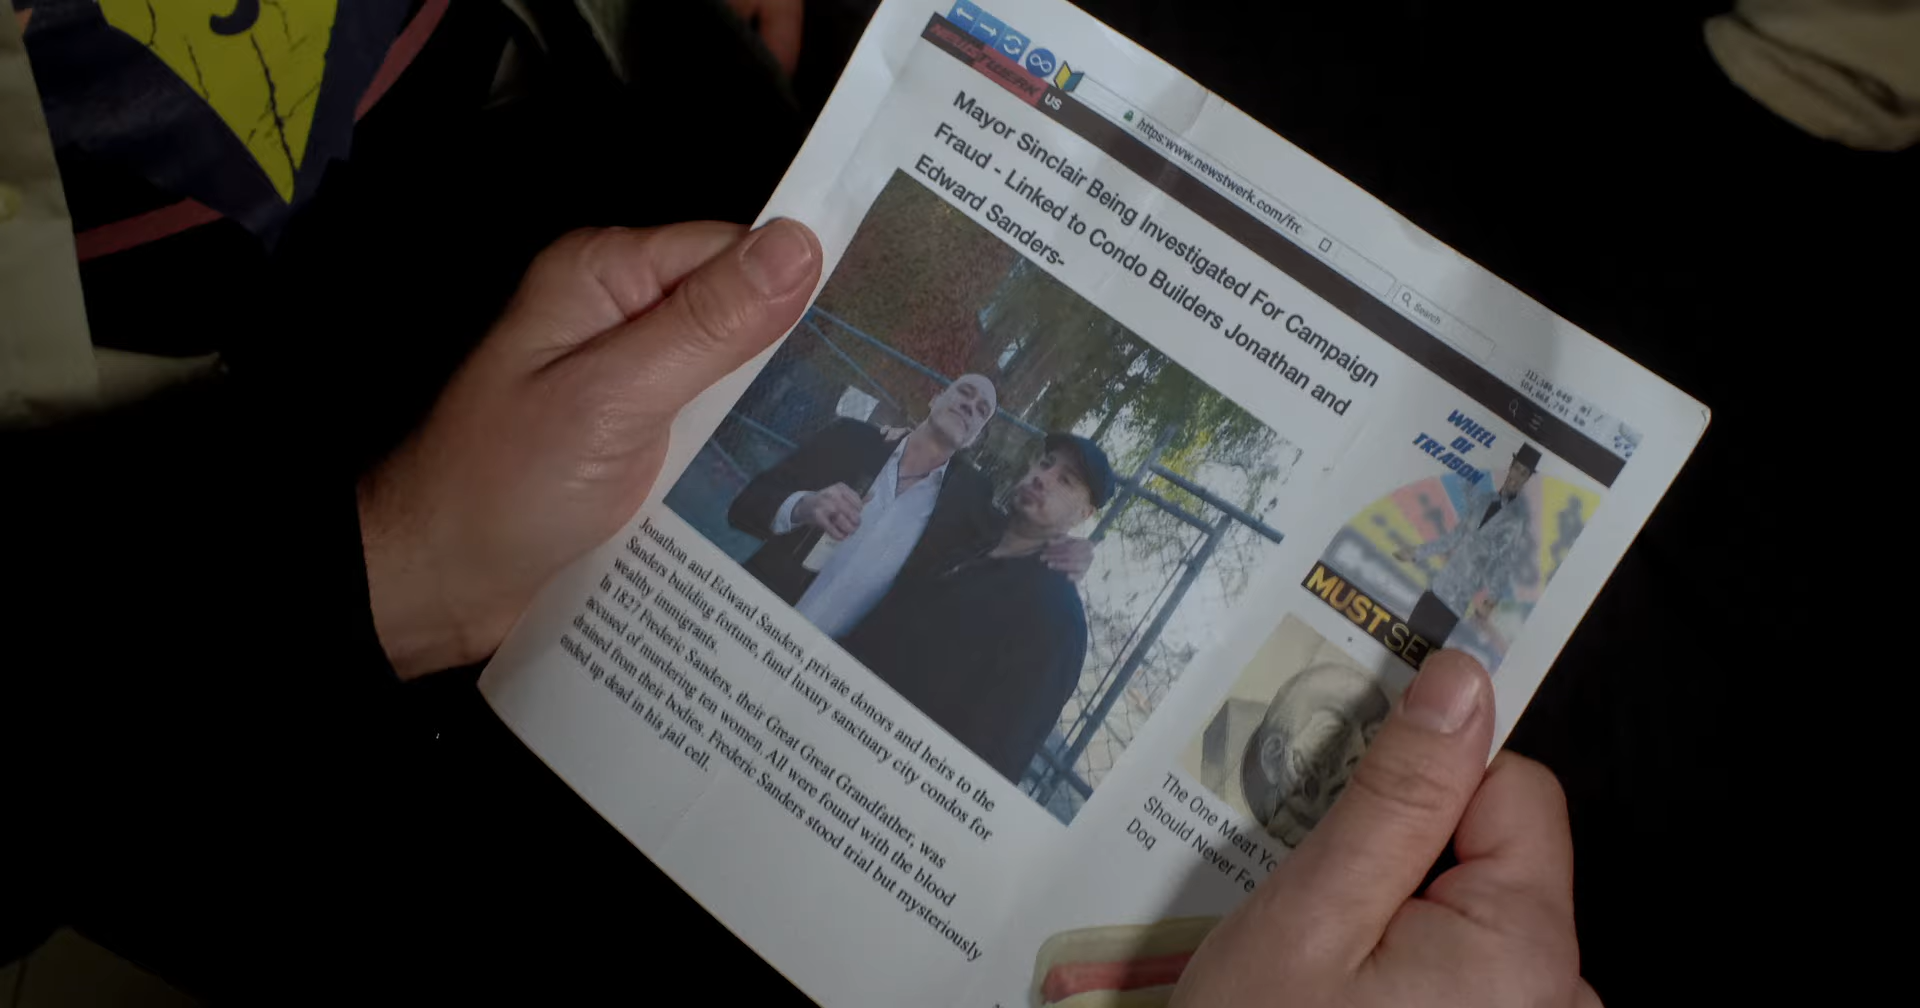 NEWSTWERK US
https:www.newstwerk.com/frc
Search
Mayor Sinclair Being Investigated For Campaign
Fraud - Linked to Condo Builders Jonathan and
Edward Sanders-
Jonathon and Edward Sanders, private donors and heirs to the
Sanders building fortune, fund luxury sanctuary city condos for
wealthy immigrants.
In 1827 Frederic Sanders, their Great Great Grandfather, was
accused of murdering ten women. All were found with the blood
drained from their bodies. Frederic Sanders stood trial but mysteriously
ended up dead in his jail cell.
WHEEL
OF
TREASON
MUST SE
The One Meat Yo
Should Never Fe
Dog